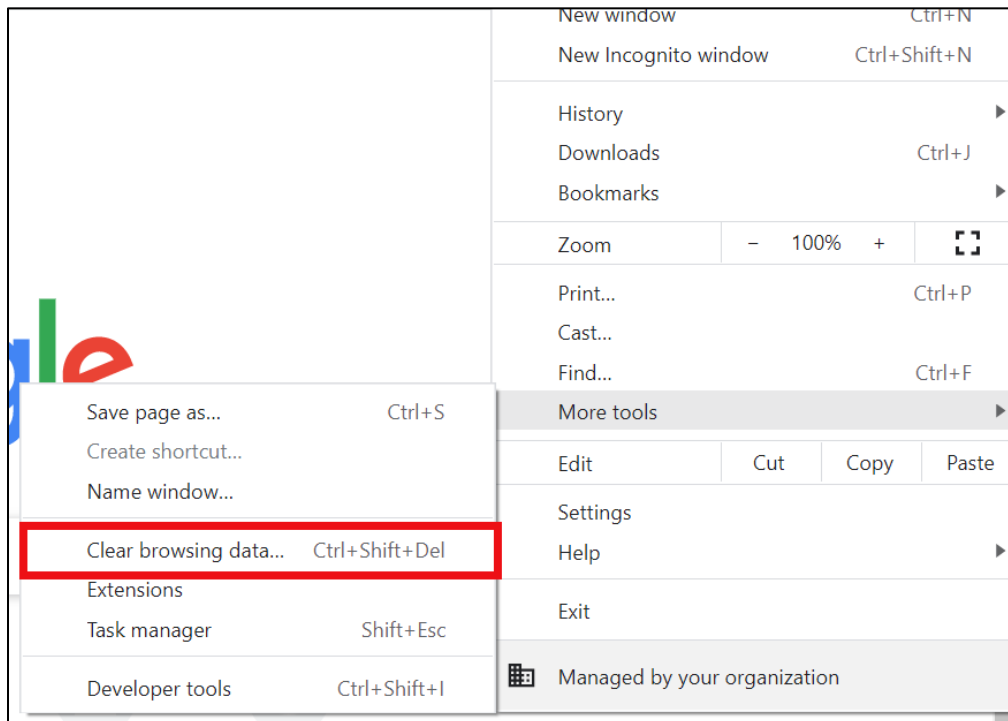 New window Ctrl+N
New Incognito window Ctrl+Shift+N
History
Downloads Ctrl+J
Bookmarks
Zoom − 100% +
Print... Ctrl+P
Cast...
Find... Ctrl+F
More tools
Edit Cut Copy Paste
Settings
Help
Exit
Managed by your organization
gle
Save page as... Ctrl+S
Create shortcut...
Name window...
Clear browsing data... Ctrl+Shift+Del
Extensions
Task manager Shift+Esc
Developer tools Ctrl+Shift+I